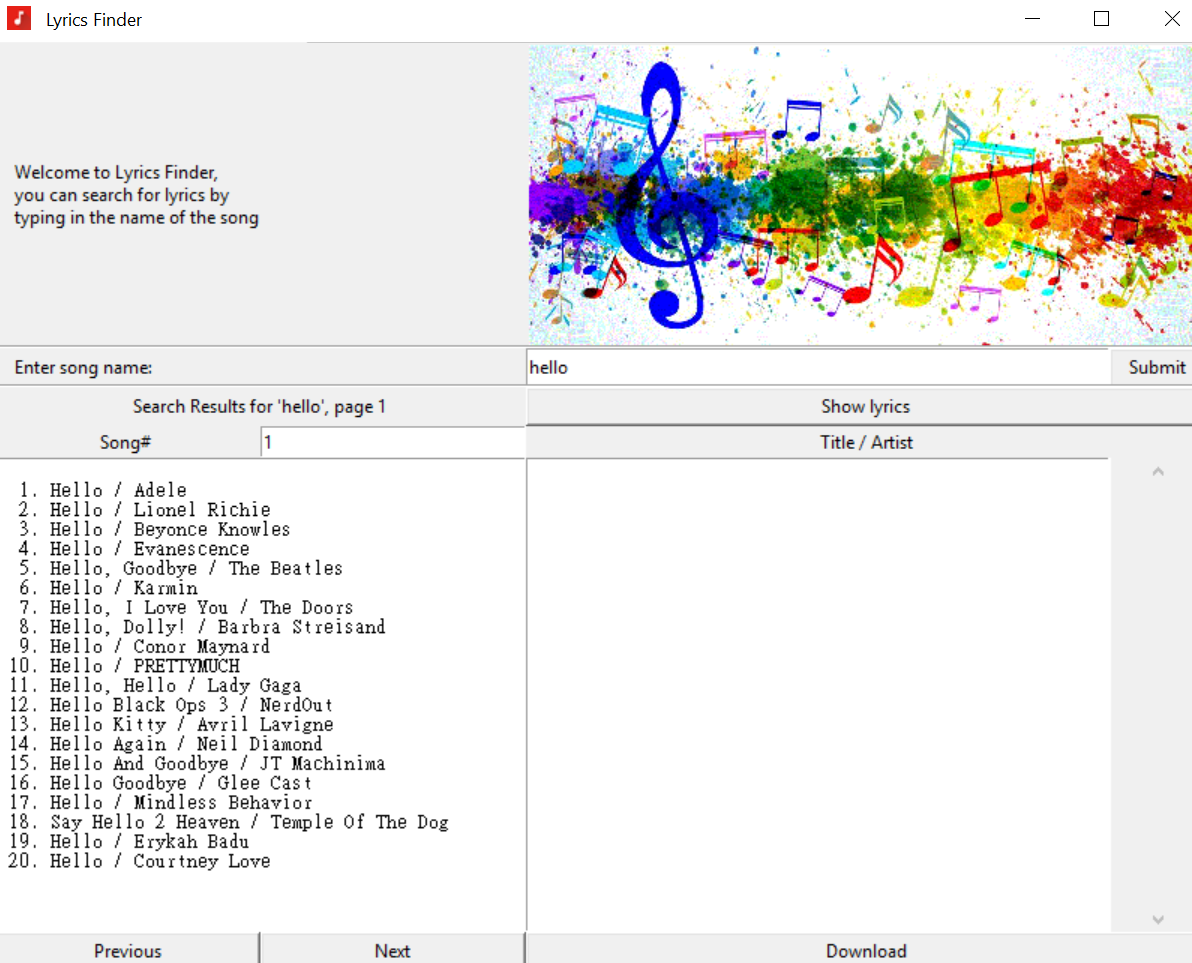 Lyrics Finder
Welcome to Lyrics Finder,
you can search for lyrics by
typing in the name of the song
Enter song name:
hello
Submit
Search Results for 'hello', page 1
Show lyrics
Song#
1
Title / Artist
1. Hello / Adele
2. Hello / Lionel Richie
3. Hello / Beyonce Knowles
4. Hello / Evanescence
5. Hello, Goodbye / The Beatles
6. Hello / Karmin
7. Hello, I Love You / The Doors
8. Hello, Dolly! / Barbra Streisand
9. Hello / Conor Maynard
10. Hello / PRETTYMUCH
11. Hello, Hello / Lady Gaga
12. Hello Black Ops 3 / NerdOut
13. Hello Kitty / Avril Lavigne
14. Hello Again / Neil Diamond
15. Hello And Goodbye / JT Machinima
16. Hello Goodbye / Glee Cast
17. Hello / Mindless Behavior
18. Say Hello 2 Heaven / Temple Of The Dog
19. Hello / Erykah Badu
20. Hello / Courtney Love
Previous
Next
Download